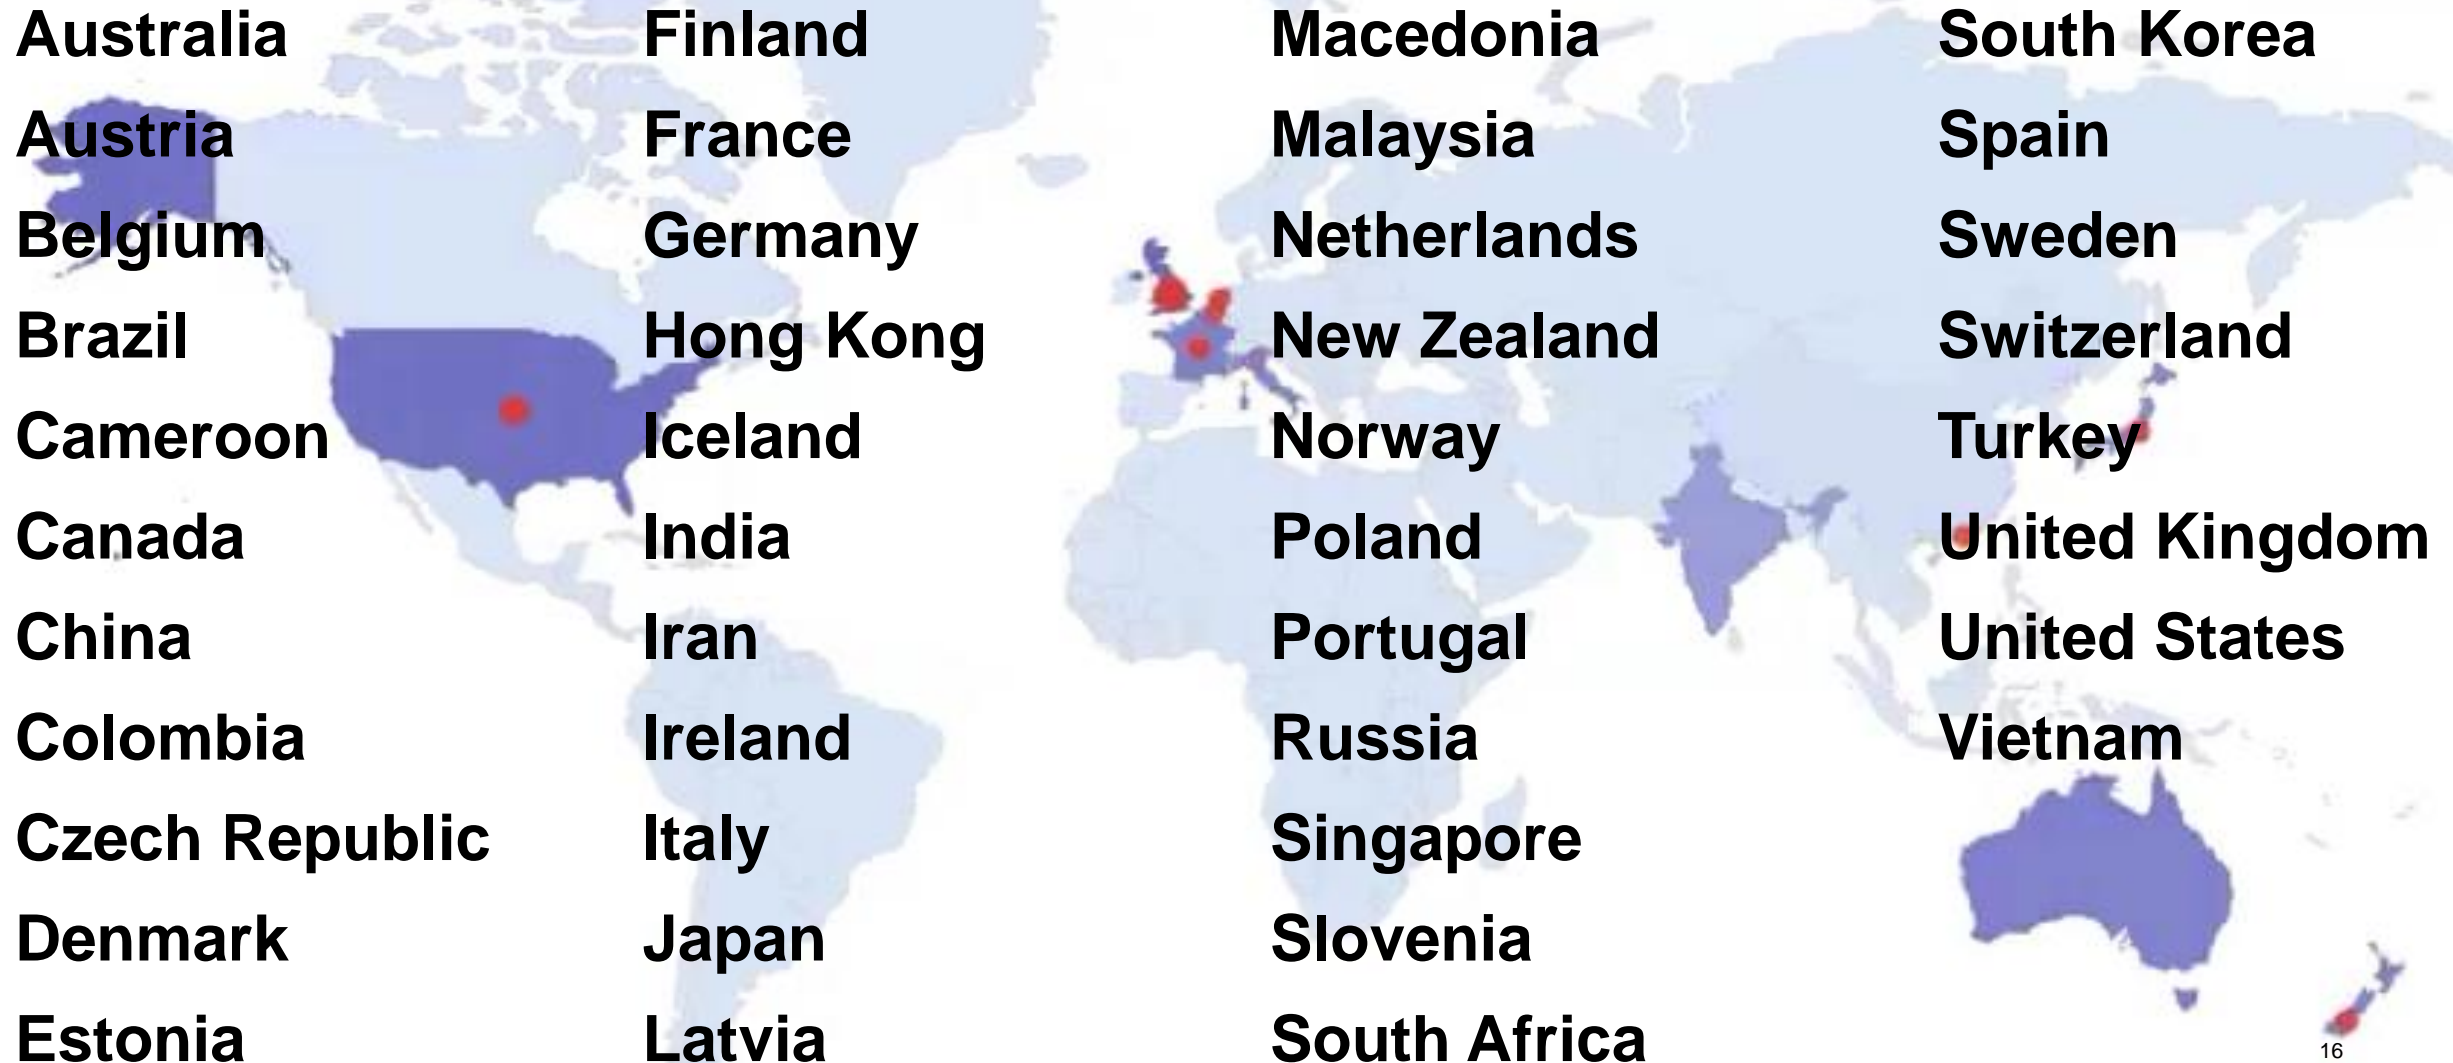 Australia
Austria
Belgium
Brazil
Cameroon
Canada
China
Colombia
Czech Republic
Denmark
Estonia
Finland
France
Germany
Hong Kong
Iceland
India
Iran
Ireland
Italy
Japan
Latvia
Macedonia
Malaysia
Netherlands
New Zealand
Norway
Poland
Portugal
Russia
Singapore
Slovenia
South Africa
South Korea
Spain
Sweden
Switzerland
Turkey
United Kingdom
United States
Vietnam
16